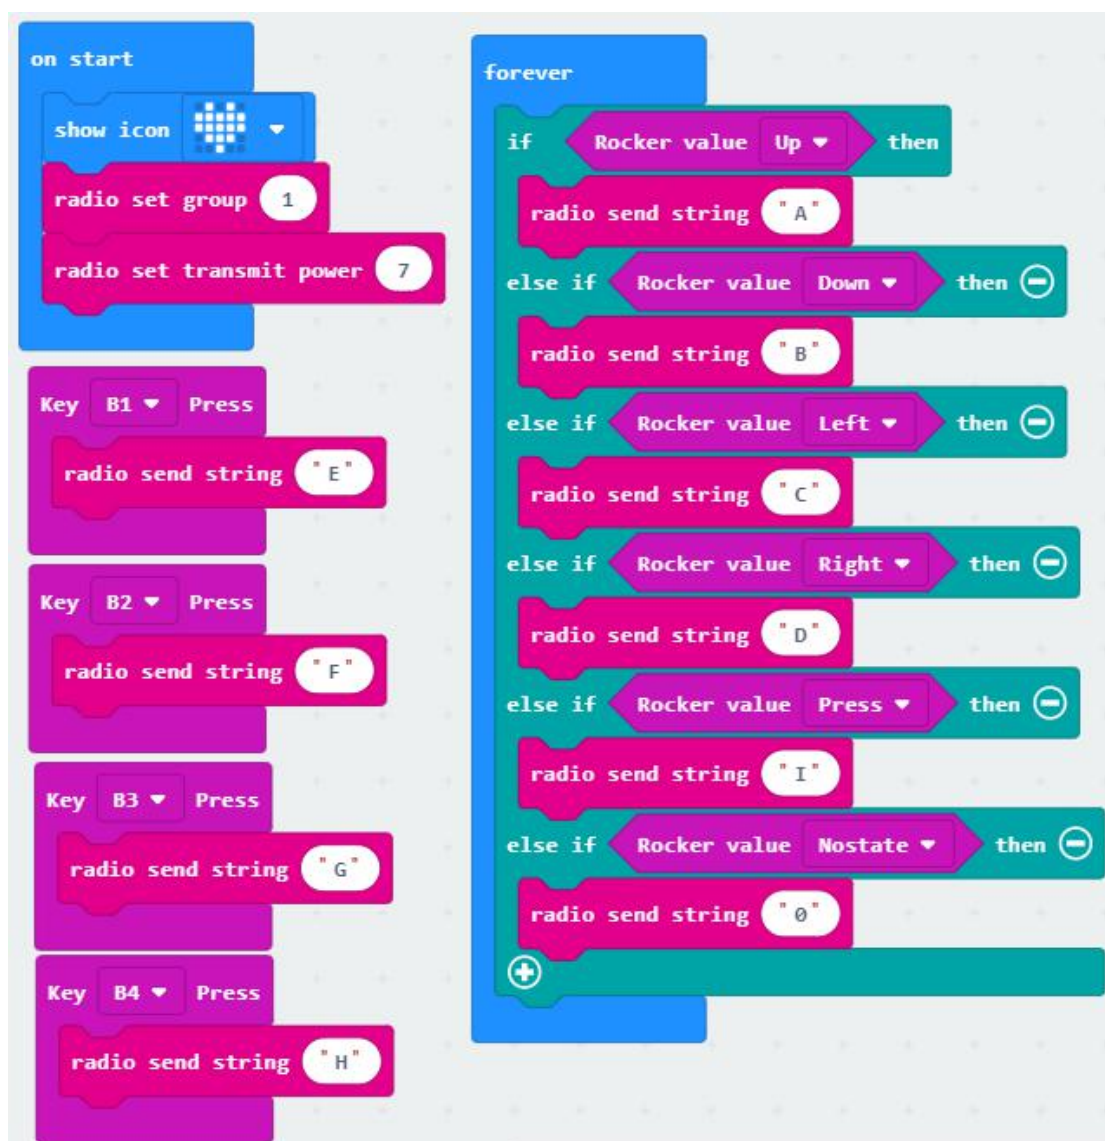 on start
show icon
radio set group 1
radio set transmit power 7
Key B1 Press
radio send string "E"
Key B2 Press
radio send string "F"
Key B3 Press
radio send string "G"
Key B4 Press
radio send string "H"
forever
if Rocker value Up then
radio send string "A"
else if Rocker value Down then
radio send string "B"
else if Rocker value Left then
radio send string "C"
else if Rocker value Right then
radio send string "D"
else if Rocker value Press then
radio send string "I"
else if Rocker value Nostate then
radio send string "0"